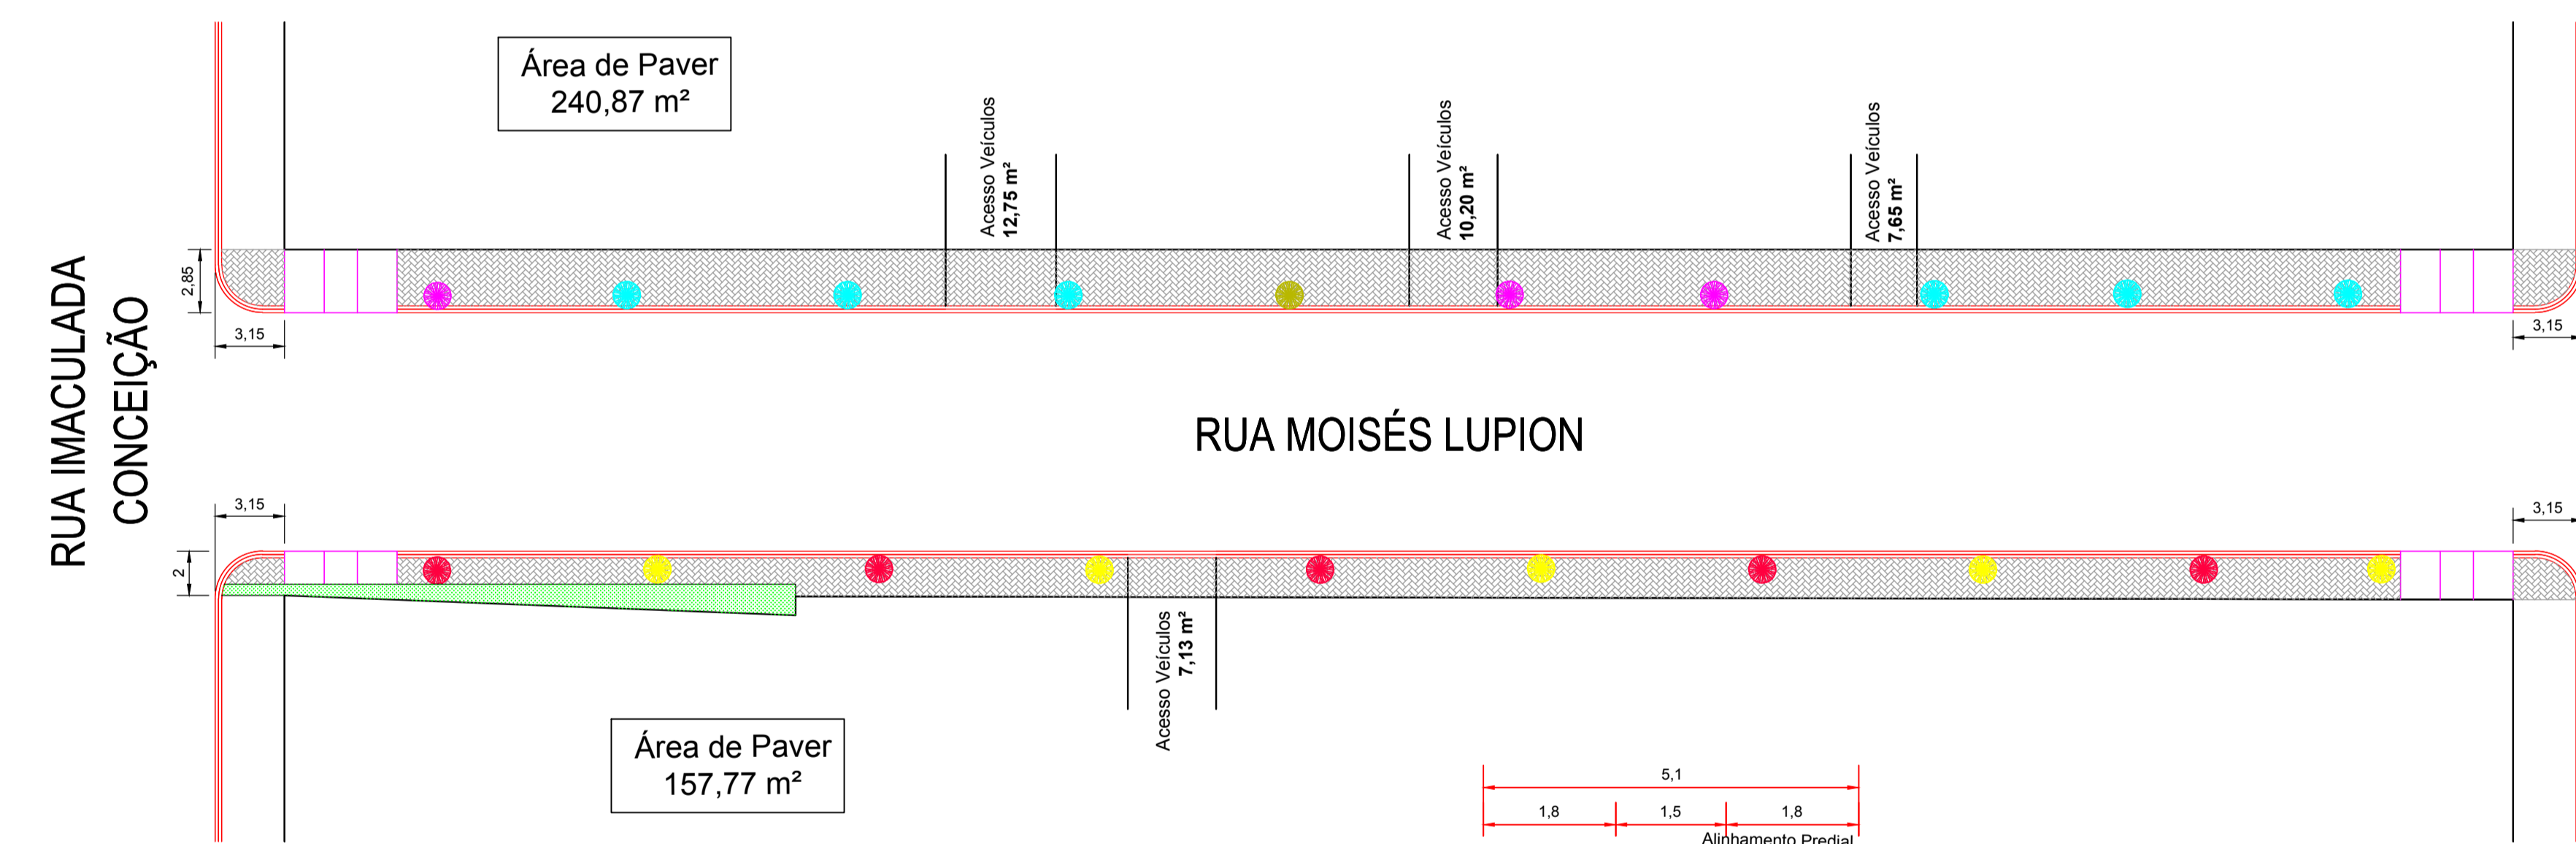 Área de Paver
240,87 m²
Acesso Veículos
12,75 m²
Acesso Veículos
10,20 m²
Acesso Veículos
7,65 m²
RUA IMACULADA
CONCEIÇÃO
2,85
3,15
3,15
RUA MOISÉS LUPION
3,15
3,15
2
Acesso Veículos
7,13 m²
Área de Paver
157,77 m²
5,1
1,8
1,5
1,8
Alinhamento Predial